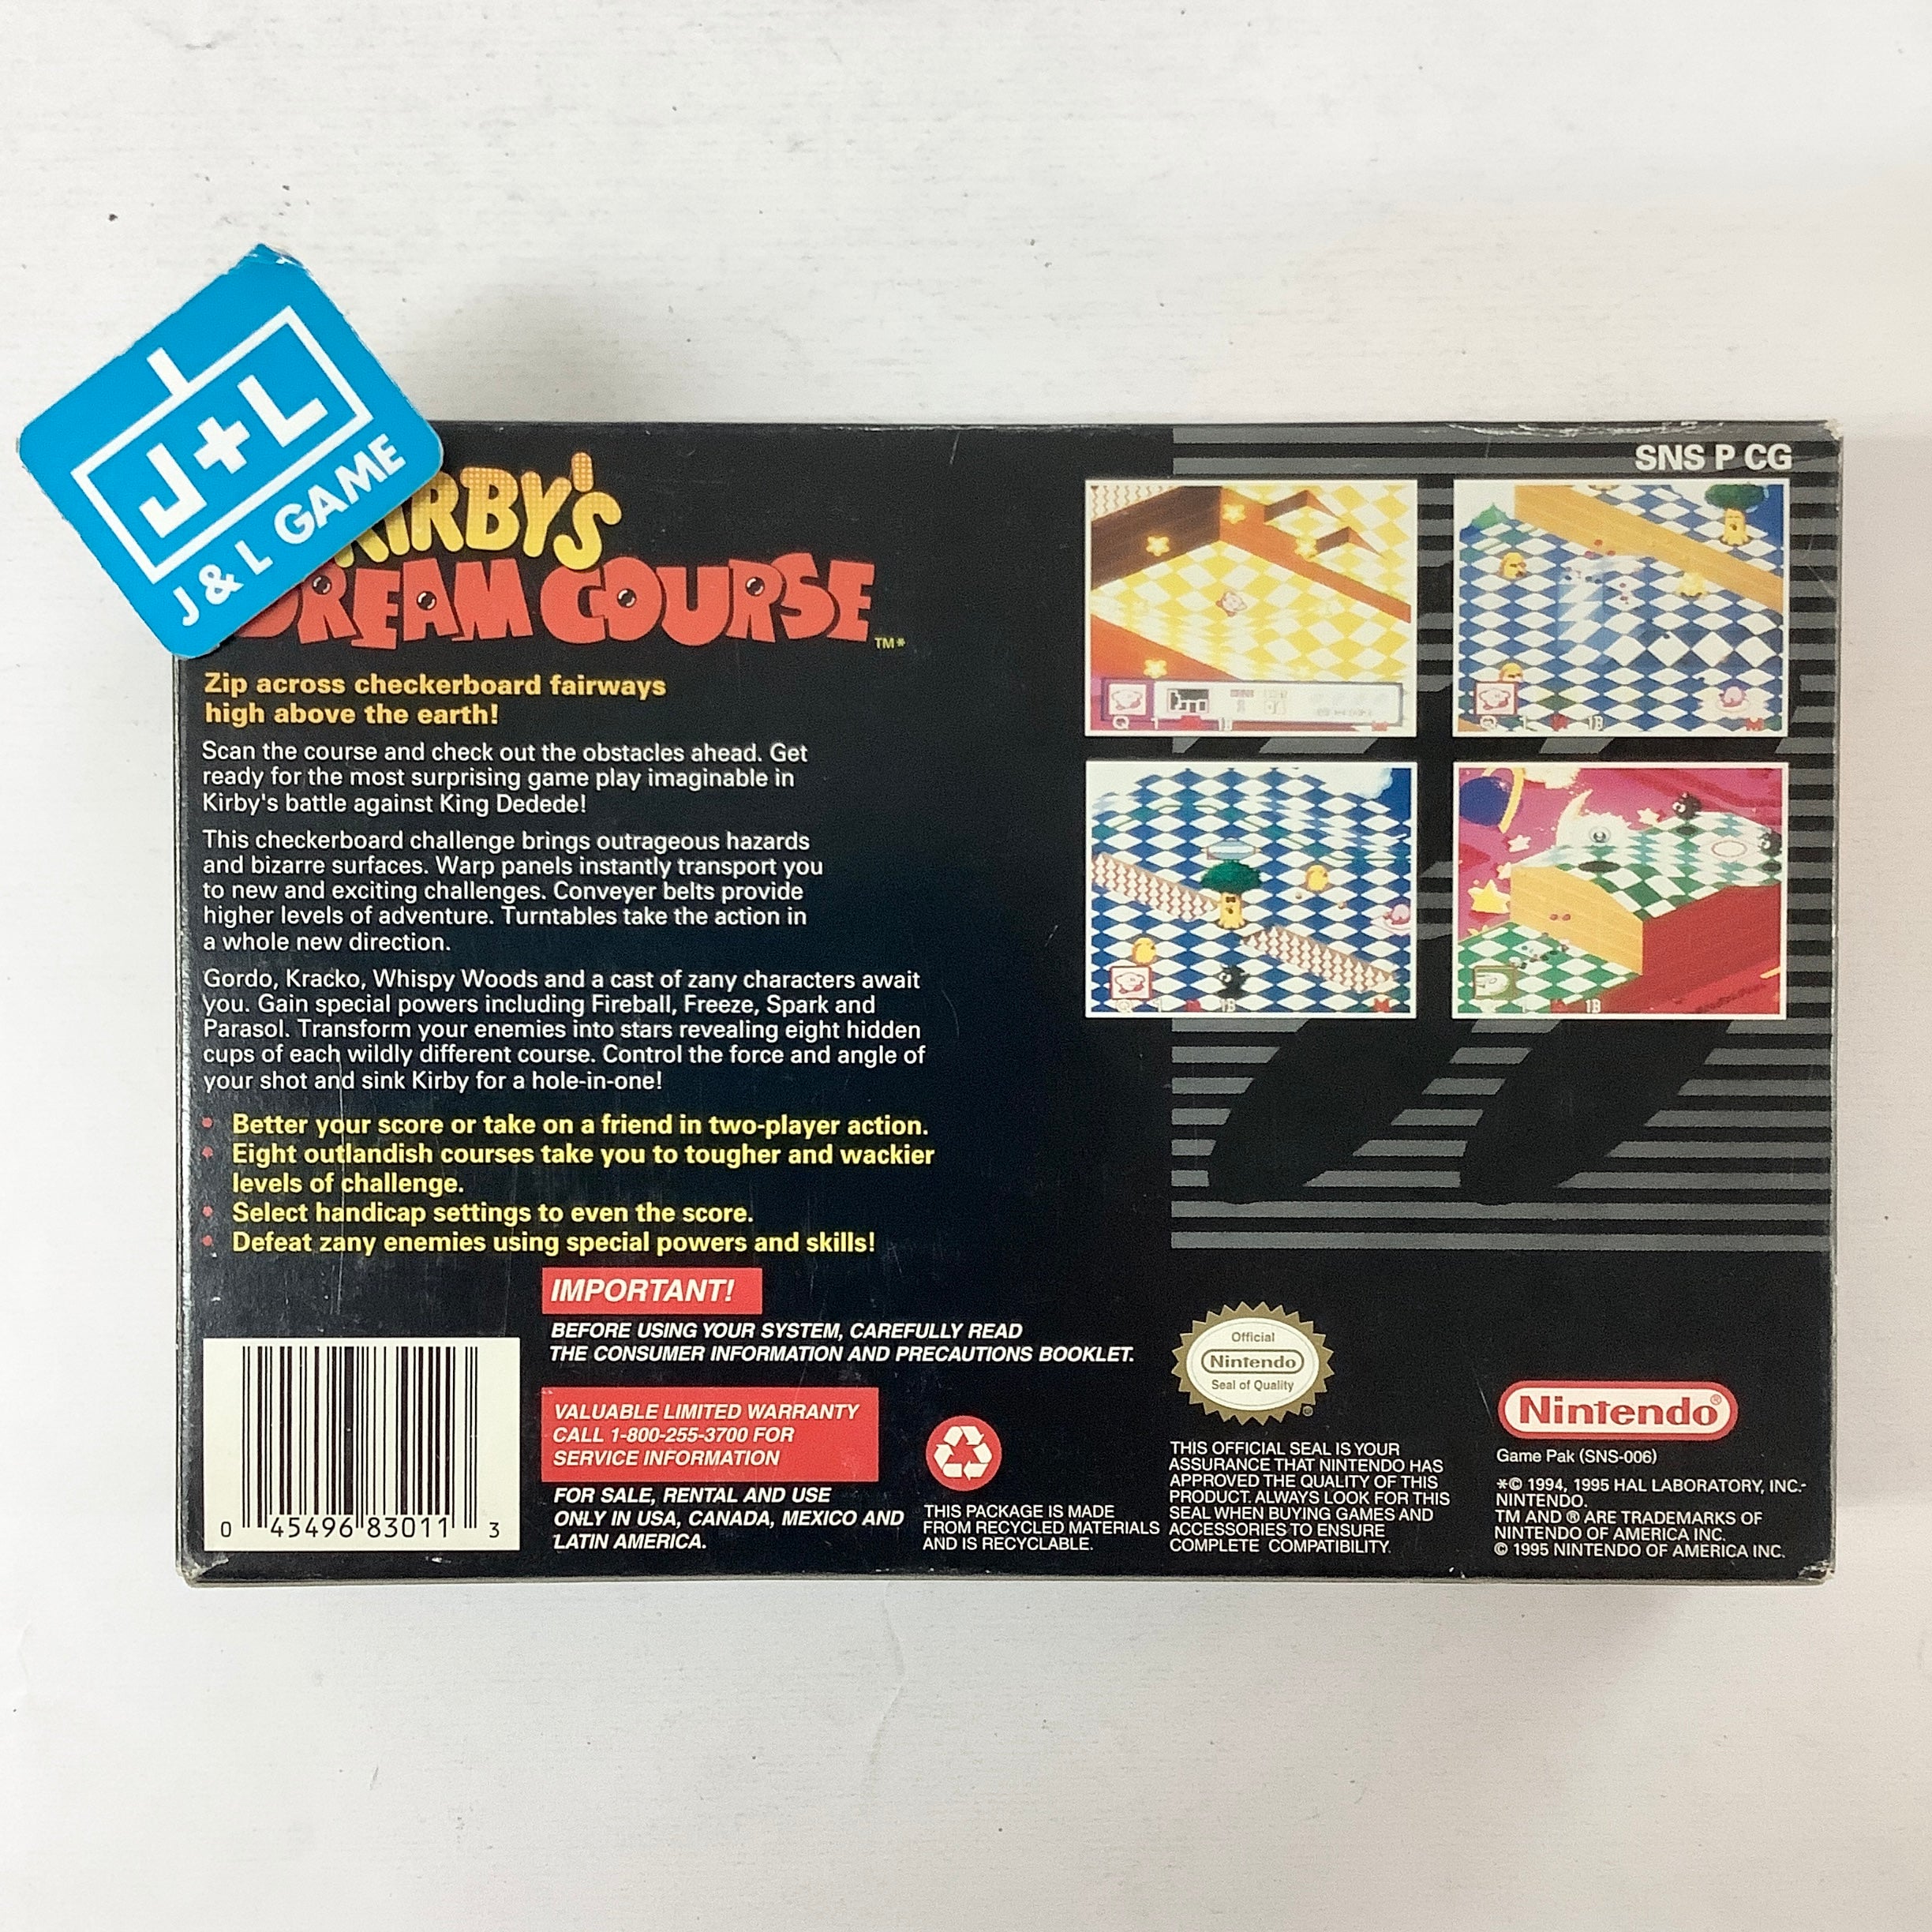 J+L
J & L GAME
KIRBY'S
DREAM COURSE
TM*
Zip across checkerboard fairways
high above the earth!
Scan the course and check out the obstacles ahead. Get
ready for the most surprising game play imaginable in
Kirby's battle against King Dedede!
This checkerboard challenge brings outrageous hazards
and bizarre surfaces. Warp panels instantly transport you
to new and exciting challenges. Conveyer belts provide
higher levels of adventure. Turntables take the action in
a whole new direction.
Gordo, Kracko, Whispy Woods and a cast of zany characters await
you. Gain special powers including Fireball, Freeze, Spark and
Parasol. Transform your enemies into stars revealing eight hidden
cups of each wildly different course. Control the force and angle of
your shot and sink Kirby for a hole-in-one!
• Better your score or take on a friend in two-player action.
• Eight outlandish courses take you to tougher and wackier
levels of challenge.
• Select handicap settings to even the score.
• Defeat zany enemies using special powers and skills!
IMPORTANT!
BEFORE USING YOUR SYSTEM, CAREFULLY READ
THE CONSUMER INFORMATION AND PRECAUTIONS BOOKLET.
VALUABLE LIMITED WARRANTY
CALL 1-800-255-3700 FOR
SERVICE INFORMATION
FOR SALE, RENTAL AND USE
ONLY IN USA, CANADA, MEXICO AND
LATIN AMERICA.
0 45496 83011 3
THIS PACKAGE IS MADE
FROM RECYCLED MATERIALS
AND IS RECYCLABLE.
SNS P CG
Official
Nintendo
Seal of Quality
®
THIS OFFICIAL SEAL IS YOUR
ASSURANCE THAT NINTENDO HAS
APPROVED THE QUALITY OF THIS
PRODUCT. ALWAYS LOOK FOR THIS
SEAL WHEN BUYING GAMES AND
ACCESSORIES TO ENSURE
COMPLETE COMPATIBILITY.
Nintendo®
Game Pak (SNS-006)
*© 1994, 1995 HAL LABORATORY, INC.-
NINTENDO.
TM AND ® ARE TRADEMARKS OF
NINTENDO OF AMERICA INC.
© 1995 NINTENDO OF AMERICA INC.